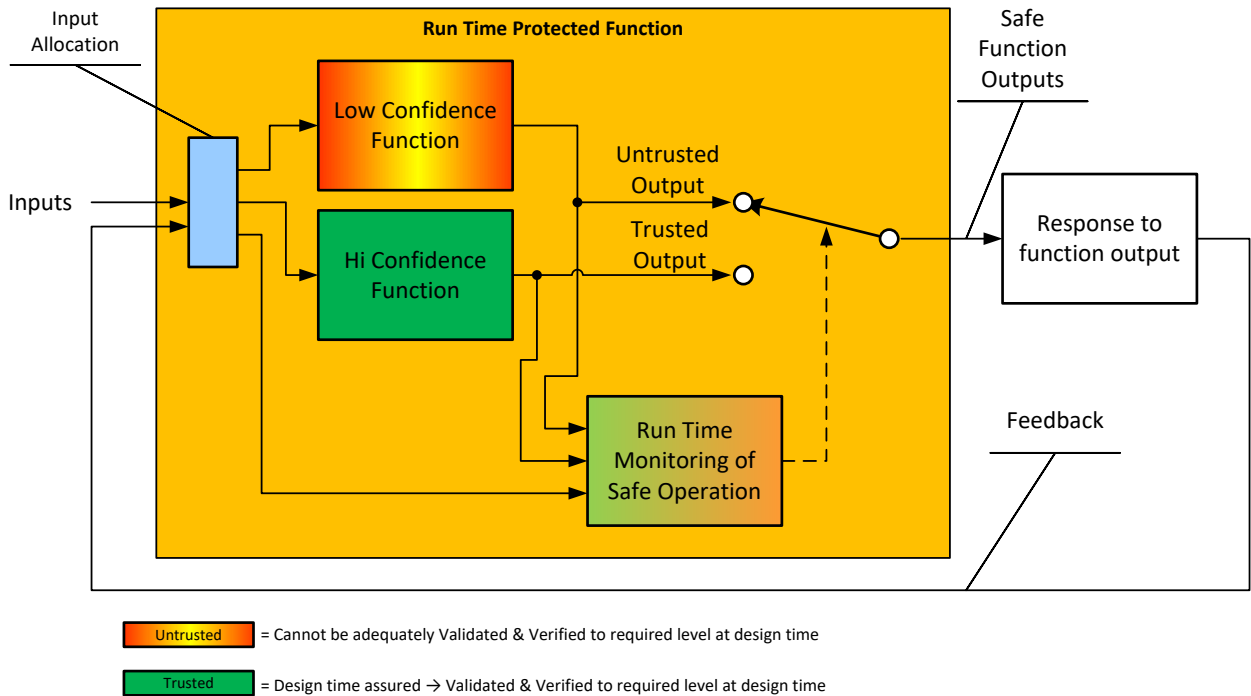 Input
Allocation
Run Time Protected Function
Safe
Function
Outputs
Low Confidence
Function
Untrusted
Output
Inputs
Hi Confidence
Function
Trusted
Output
Response to
function output
Run Time
Monitoring of
Safe Operation
Feedback
Untrusted = Cannot be adequately Validated & Verified to required level at design time
Trusted = Design time assured → Validated & Verified to required level at design time